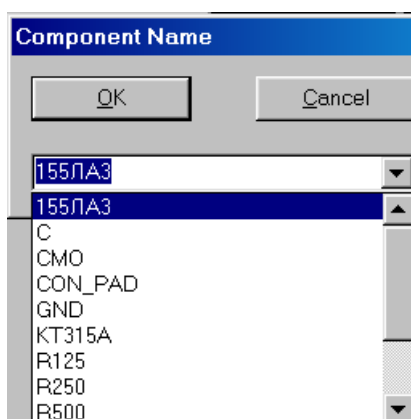 Component Name
OK
Cancel
155ЛА3
155ЛА3
C
CMO
CON_PAD
GND
KT315A
R125
R250
R500